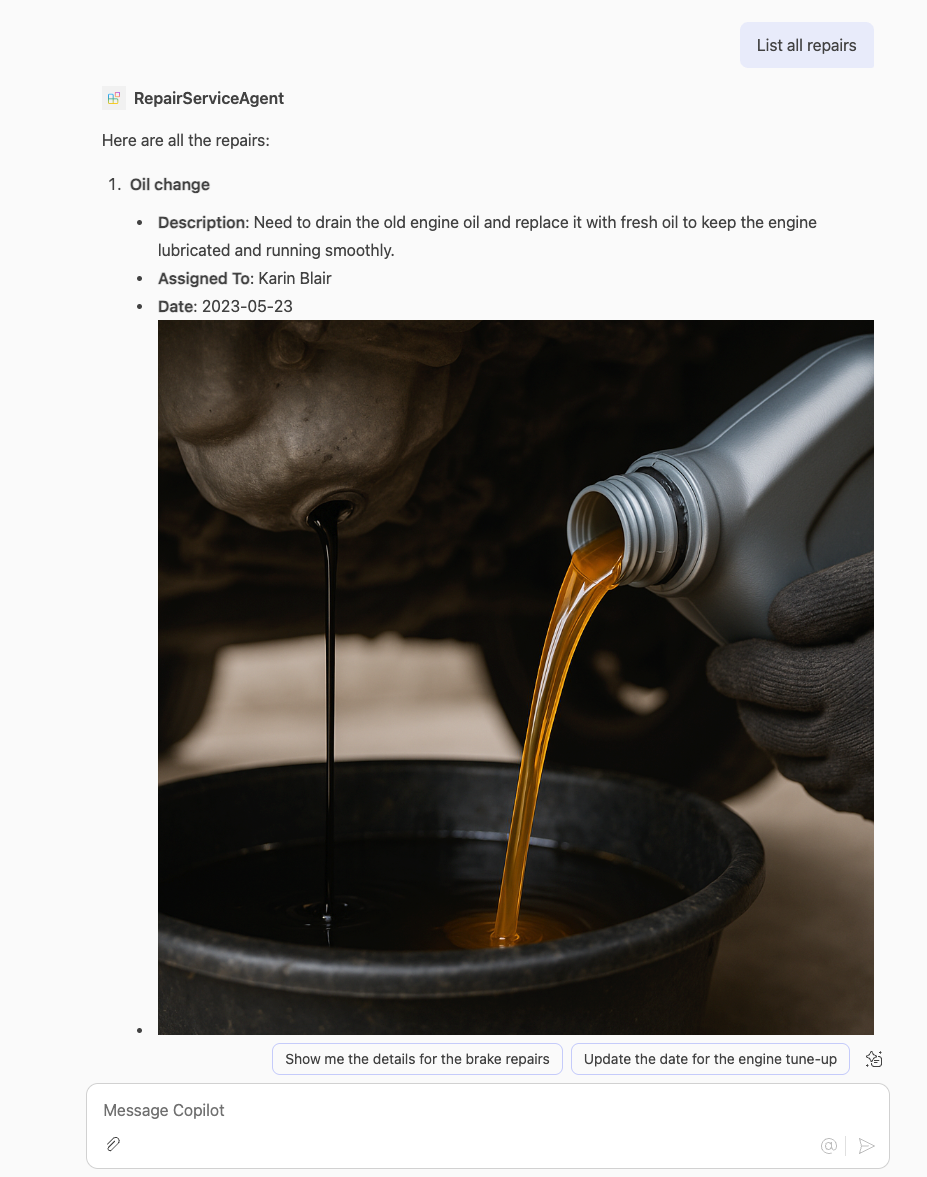 List all repairs
RepairServiceAgent
Here are all the repairs:
1. Oil change
• Description: Need to drain the old engine oil and replace it with fresh oil to keep the engine
lubricated and running smoothly.
• Assigned To: Karin Blair
• Date: 2023-05-23
•
Show me the details for the brake repairs
Update the date for the engine tune-up
Message Copilot
@